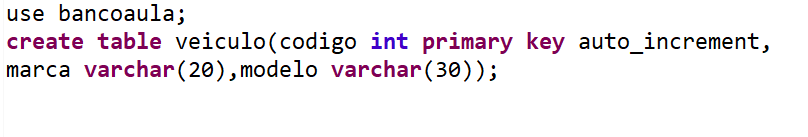 use bancoaula;
create table veiculo(codigo int primary key auto_increment,
marca varchar(20),modelo varchar(30));